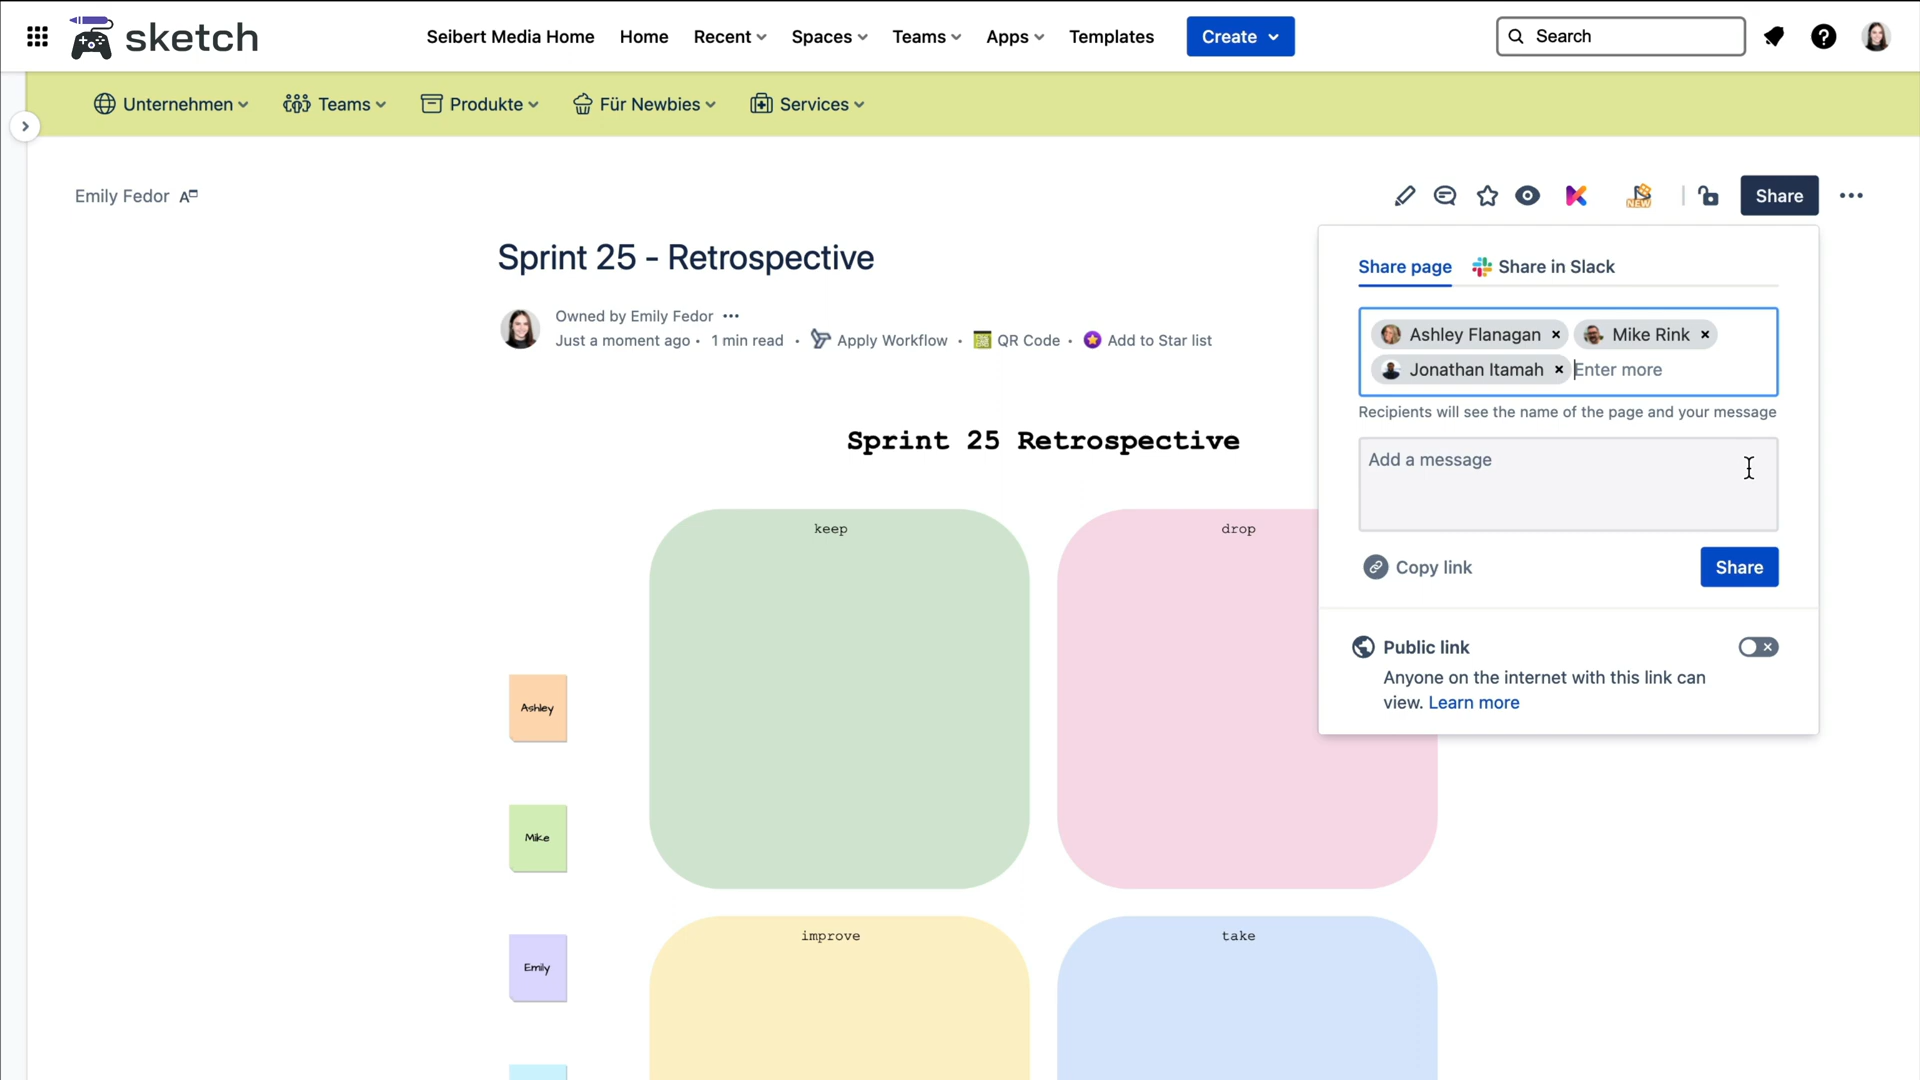 sketch
Seibert Media Home Home Recent Spaces Teams Apps Templates Create
Search
Unternehmen Teams Produkte Für Newbies Services
Emily Fedor
NEW
Share
Sprint 25 - Retrospective
Owned by Emily Fedor
Just a moment ago • 1 min read • Apply Workflow • QR Code • Add to Star list
Share page Share in Slack
Ashley Flanagan × Mike Rink ×
Jonathan Itamah × Enter more
Recipients will see the name of the page and your message
Add a message
Copy link Share
Public link
Anyone on the internet with this link can
view. Learn more
Sprint 25 Retrospective
keep drop
Ashley
Mike
improve take
Emily